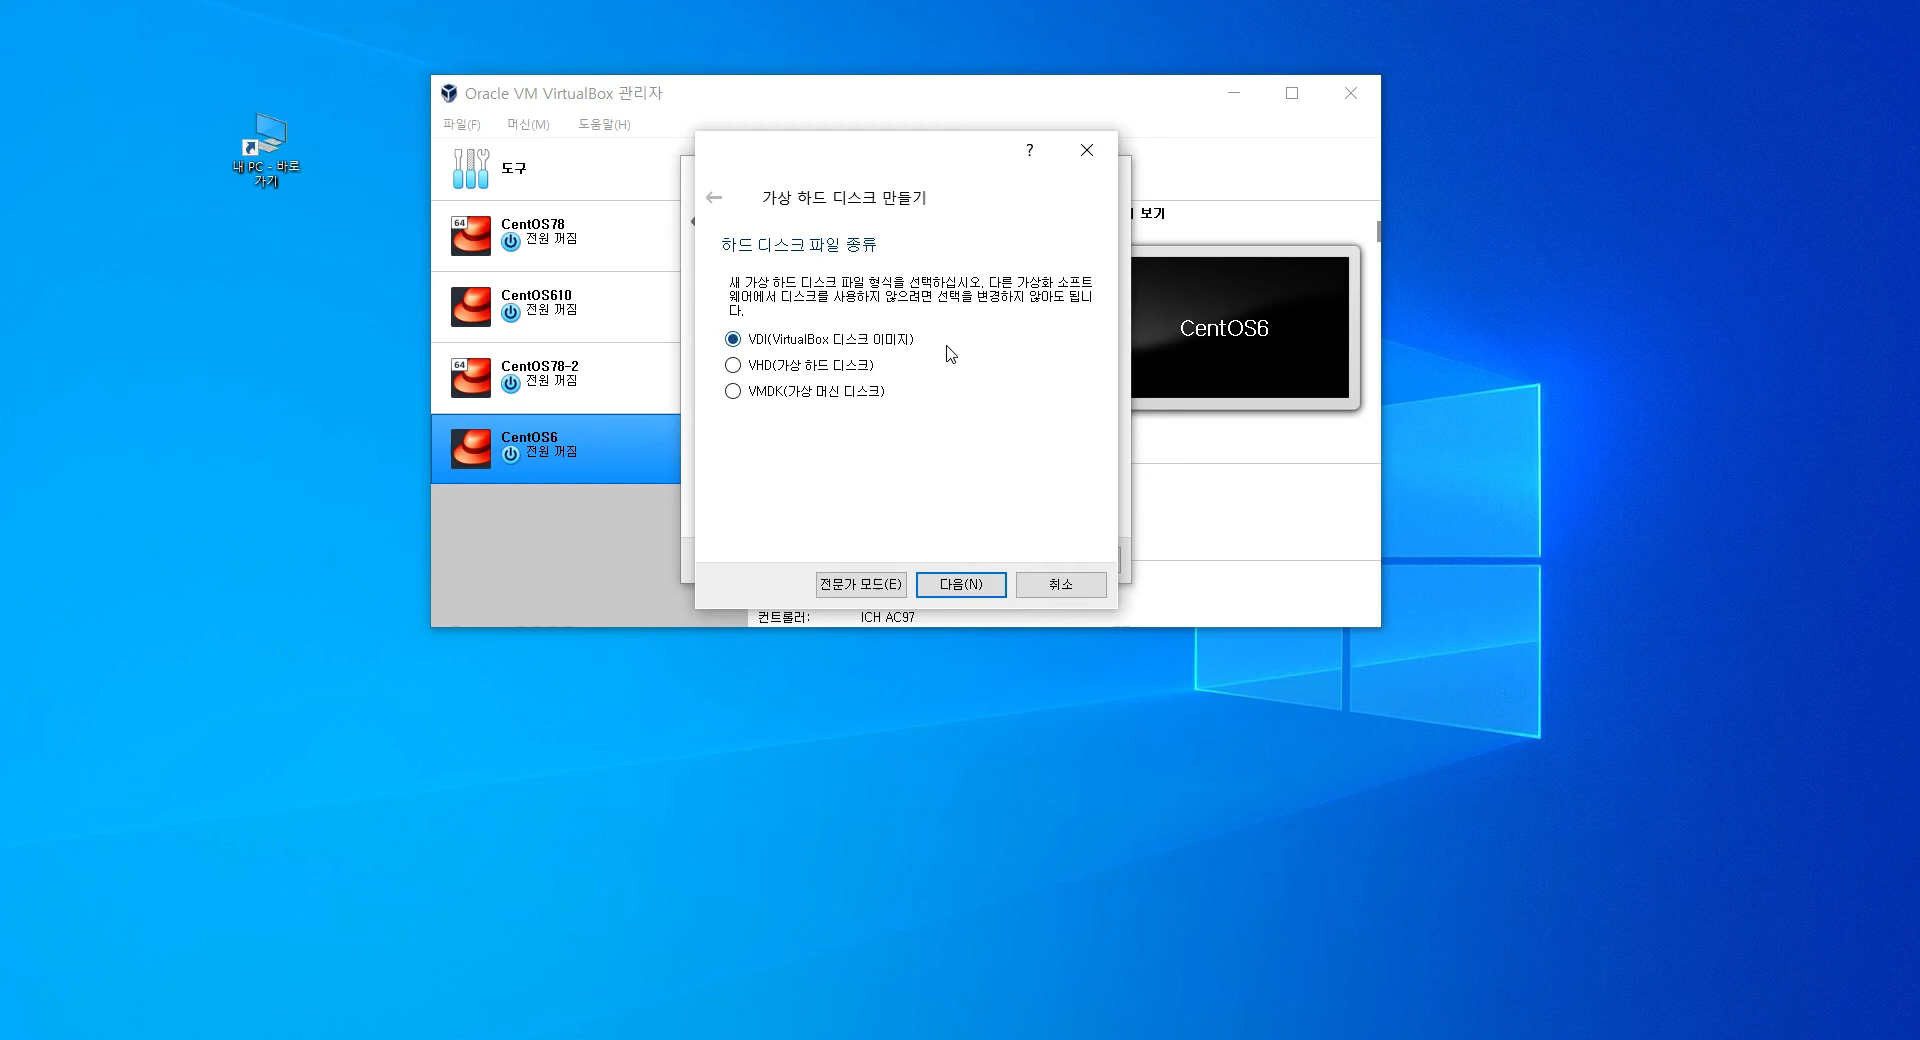 내 PC - 바로
가기
Oracle VM VirtualBox 관리자
파일(F) 머신(M) 도움말(H)
도구
64
CentOS78
전원 꺼짐
CentOS610
전원 꺼짐
64
CentOS78-2
전원 꺼짐
CentOS6
전원 꺼짐
?
가상 하드 디스크 만들기
하드 디스크 파일 종류
새 가상 하드 디스크 파일 형식을 선택하십시오. 다른 가상화 소프트
웨어에서 디스크를 사용하지 않으려면 선택을 변경하지 않아도 됩니
다.
VDI(VirtualBox 디스크 이미지)
VHD(가상 하드 디스크)
VMDK(가상 머신 디스크)
전문가 모드(E) 다음(N) 취소
보기
CentOS6
컨트롤러: ICH AC97